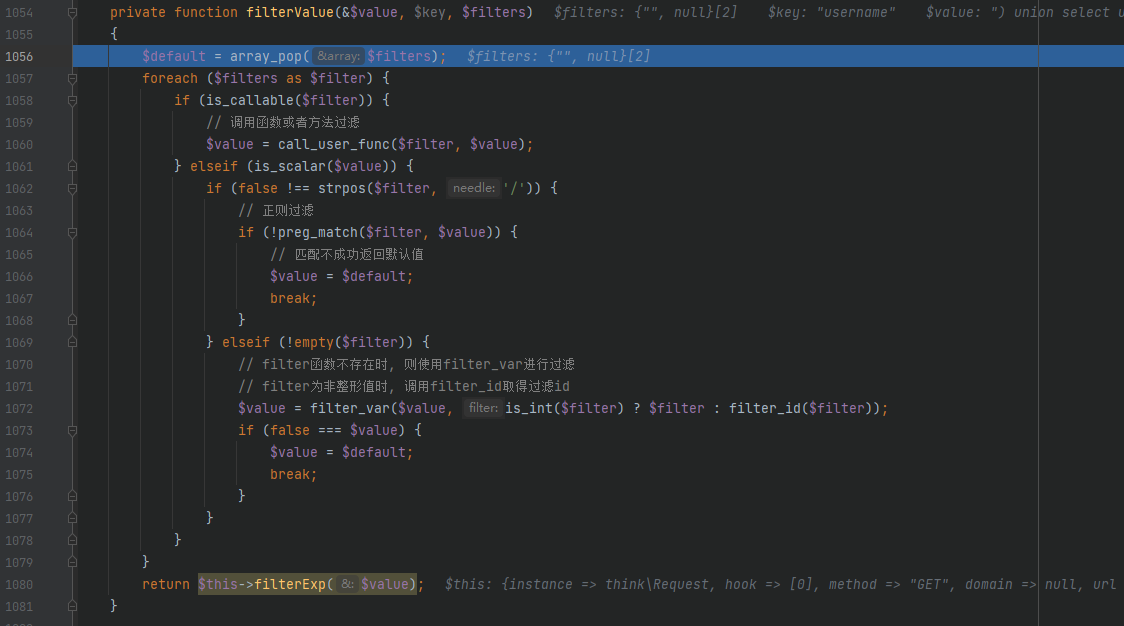 1054 private function filterValue(&$value, $key, $filters) $filters: {"", null}[2] $key: "username" $value: ") union select u
1055 {
1056 $default = array_pop( &array: $filters); $filters: {"", null}[2]
1057 foreach ($filters as $filter) {
1058 if (is_callable($filter)) {
1059 // 调用函数或者方法过滤
1060 $value = call_user_func($filter, $value);
1061 } elseif (is_scalar($value)) {
1062 if (false !== strpos($filter, needle: '/')) {
1063 // 正则过滤
1064 if (!preg_match($filter, $value)) {
1065 // 匹配不成功返回默认值
1066 $value = $default;
1067 break;
1068 }
1069 } elseif (!empty($filter)) {
1070 // filter函数不存在时, 则使用filter_var进行过滤
1071 // filter为非整形值时, 调用filter_id取得过滤id
1072 $value = filter_var($value, filter: is_int($filter) ? $filter : filter_id($filter));
1073 if (false === $value) {
1074 $value = $default;
1075 break;
1076 }
1077 }
1078 }
1079 }
1080 return $this->filterExp( &: $value); $this: {instance => think\Request, hook => [0], method => "GET", domain => null, url
1081 }